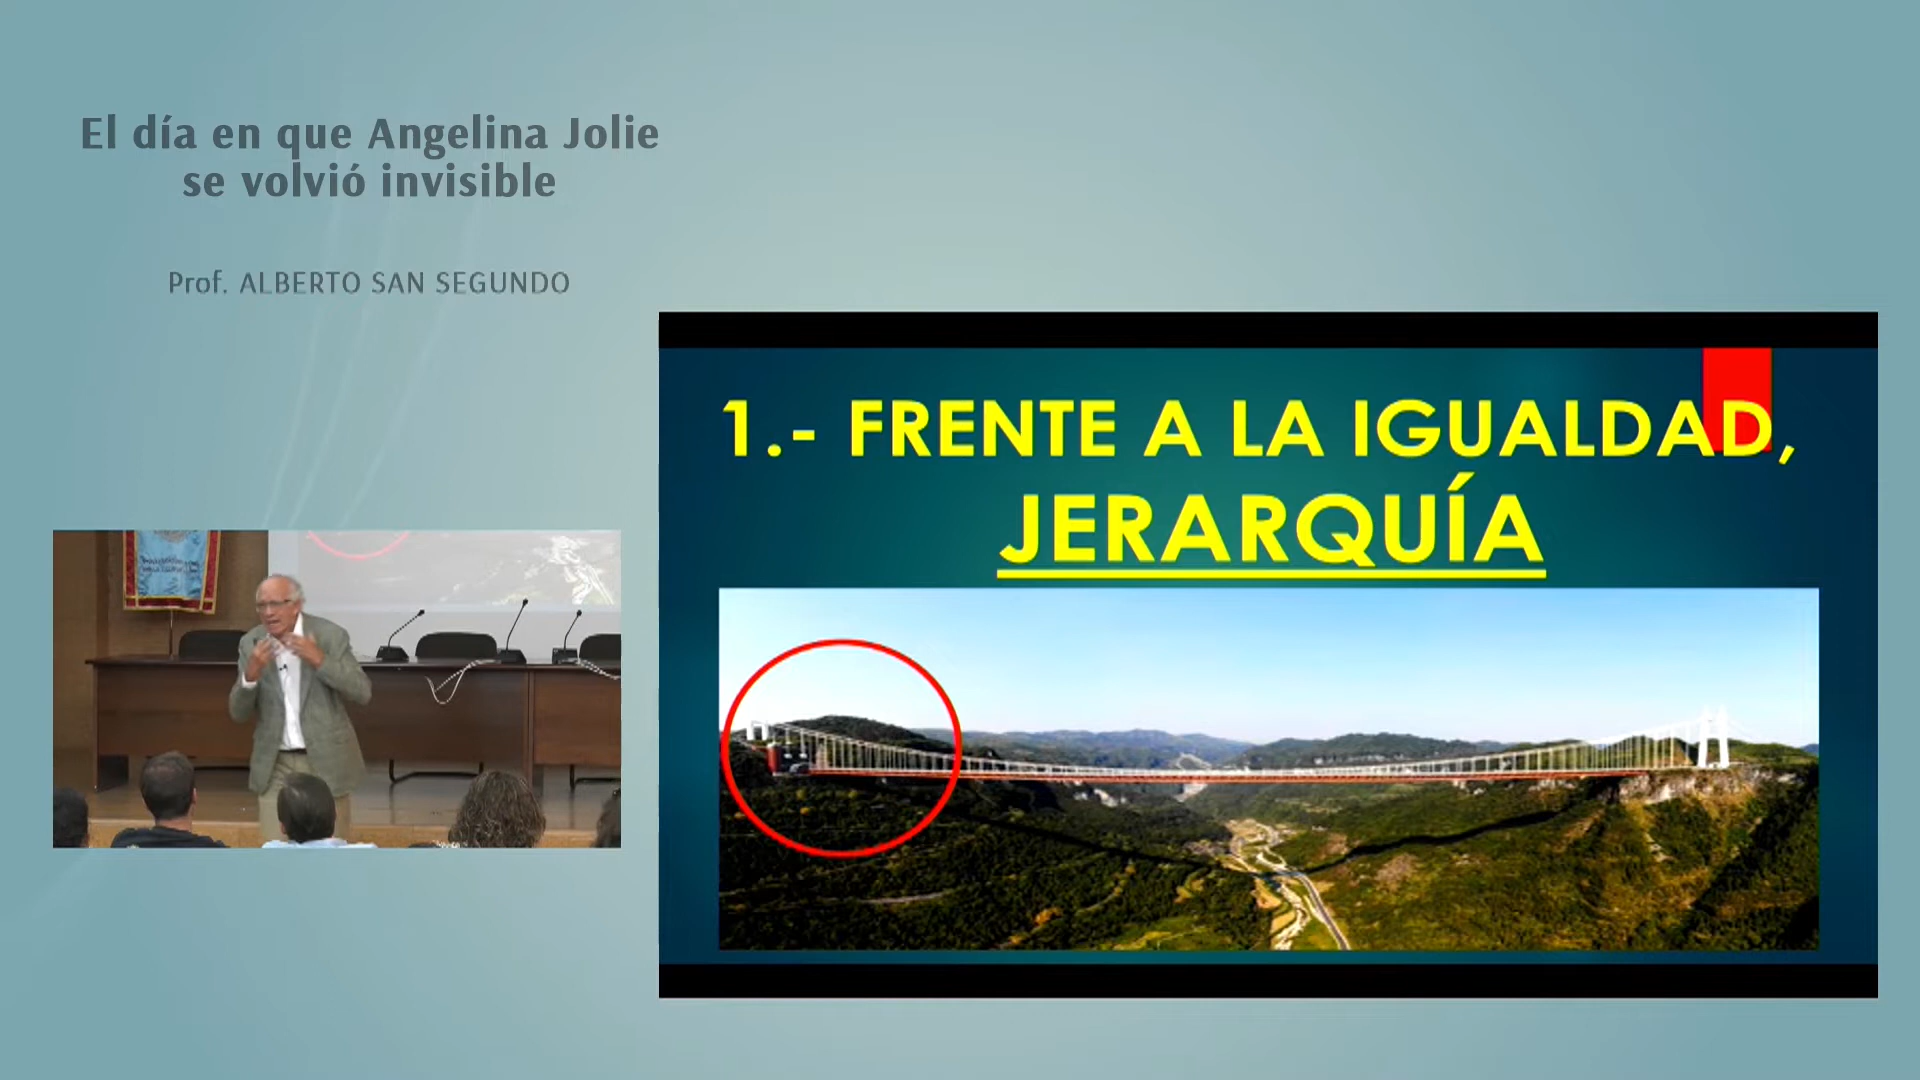 El día en que Angelina Jolie
se volvió invisible
Prof. ALBERTO SAN SEGUNDO
1.- FRENTE A LA IGUALDAD,
JERARQUÍA